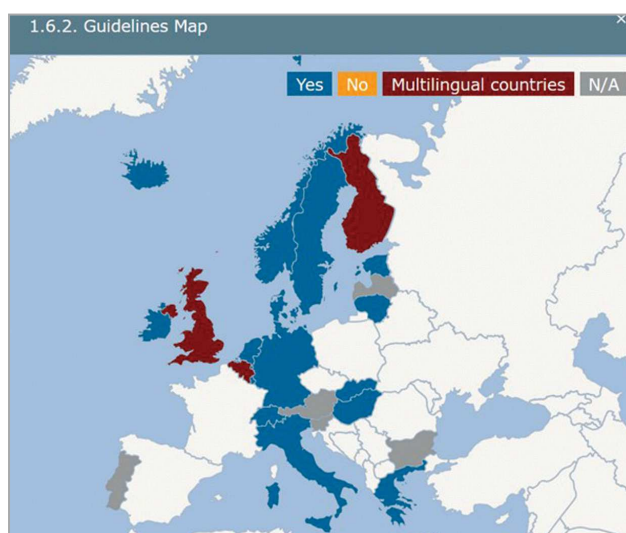 1.6.2. Guidelines Map
×
Yes No Multilingual countries N/A